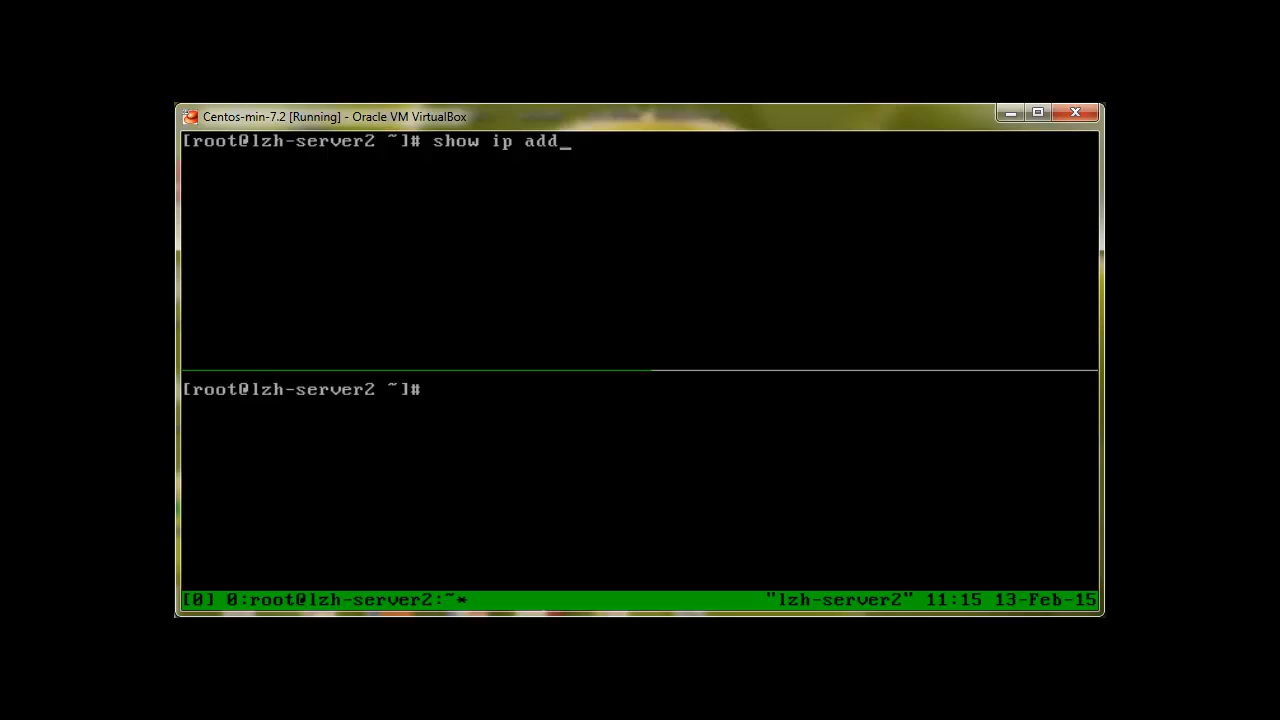 Centos-min-7.2 [Running] - Oracle VM VirtualBox
[root@lzh-server2 ~]# show ip add_
[root@lzh-server2 ~]#
[0] 0:root@lzh-server2:~* "lzh-server2" 11:15 13-Feb-15